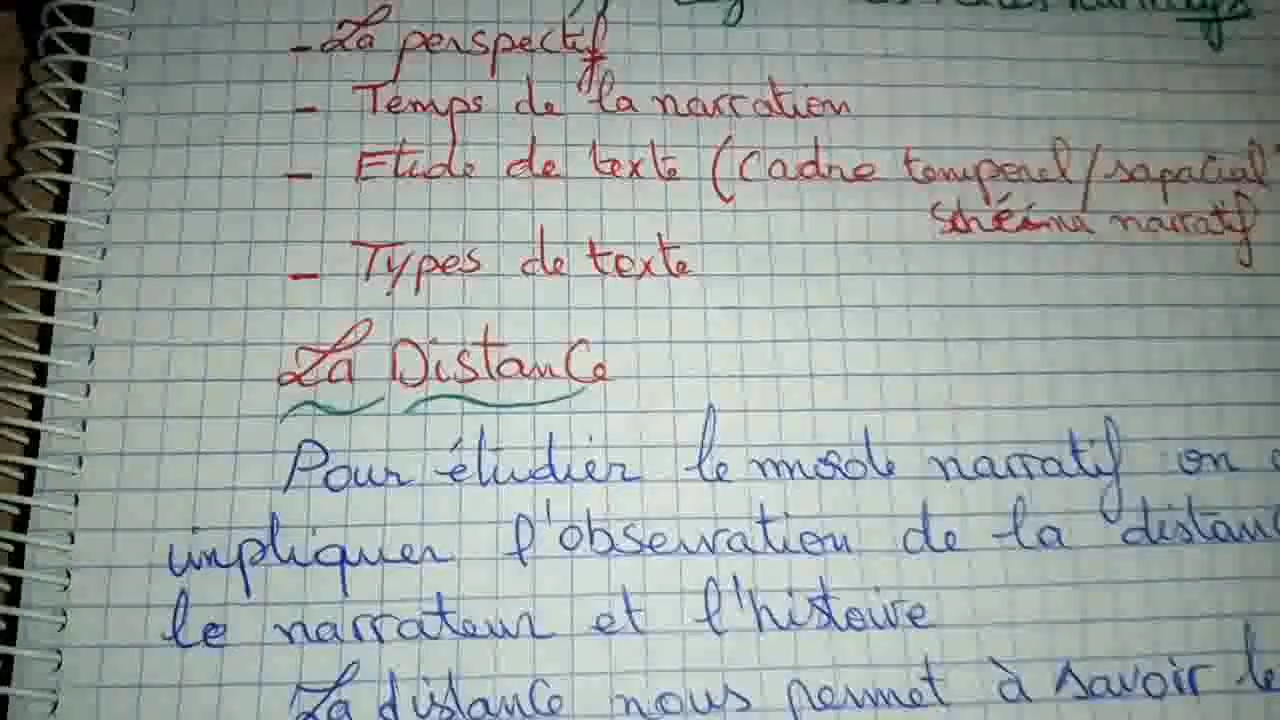 - La perspectif
- Temps de la narration
- Etude de texte (Cadre temporel/sapacial
schéma narratif
- Types de texte
La Distance
Pour étudier le mode narratif on
impliquer l'observation de la distan
le narrateur et l'histoire
La distance nous permet à savoir le